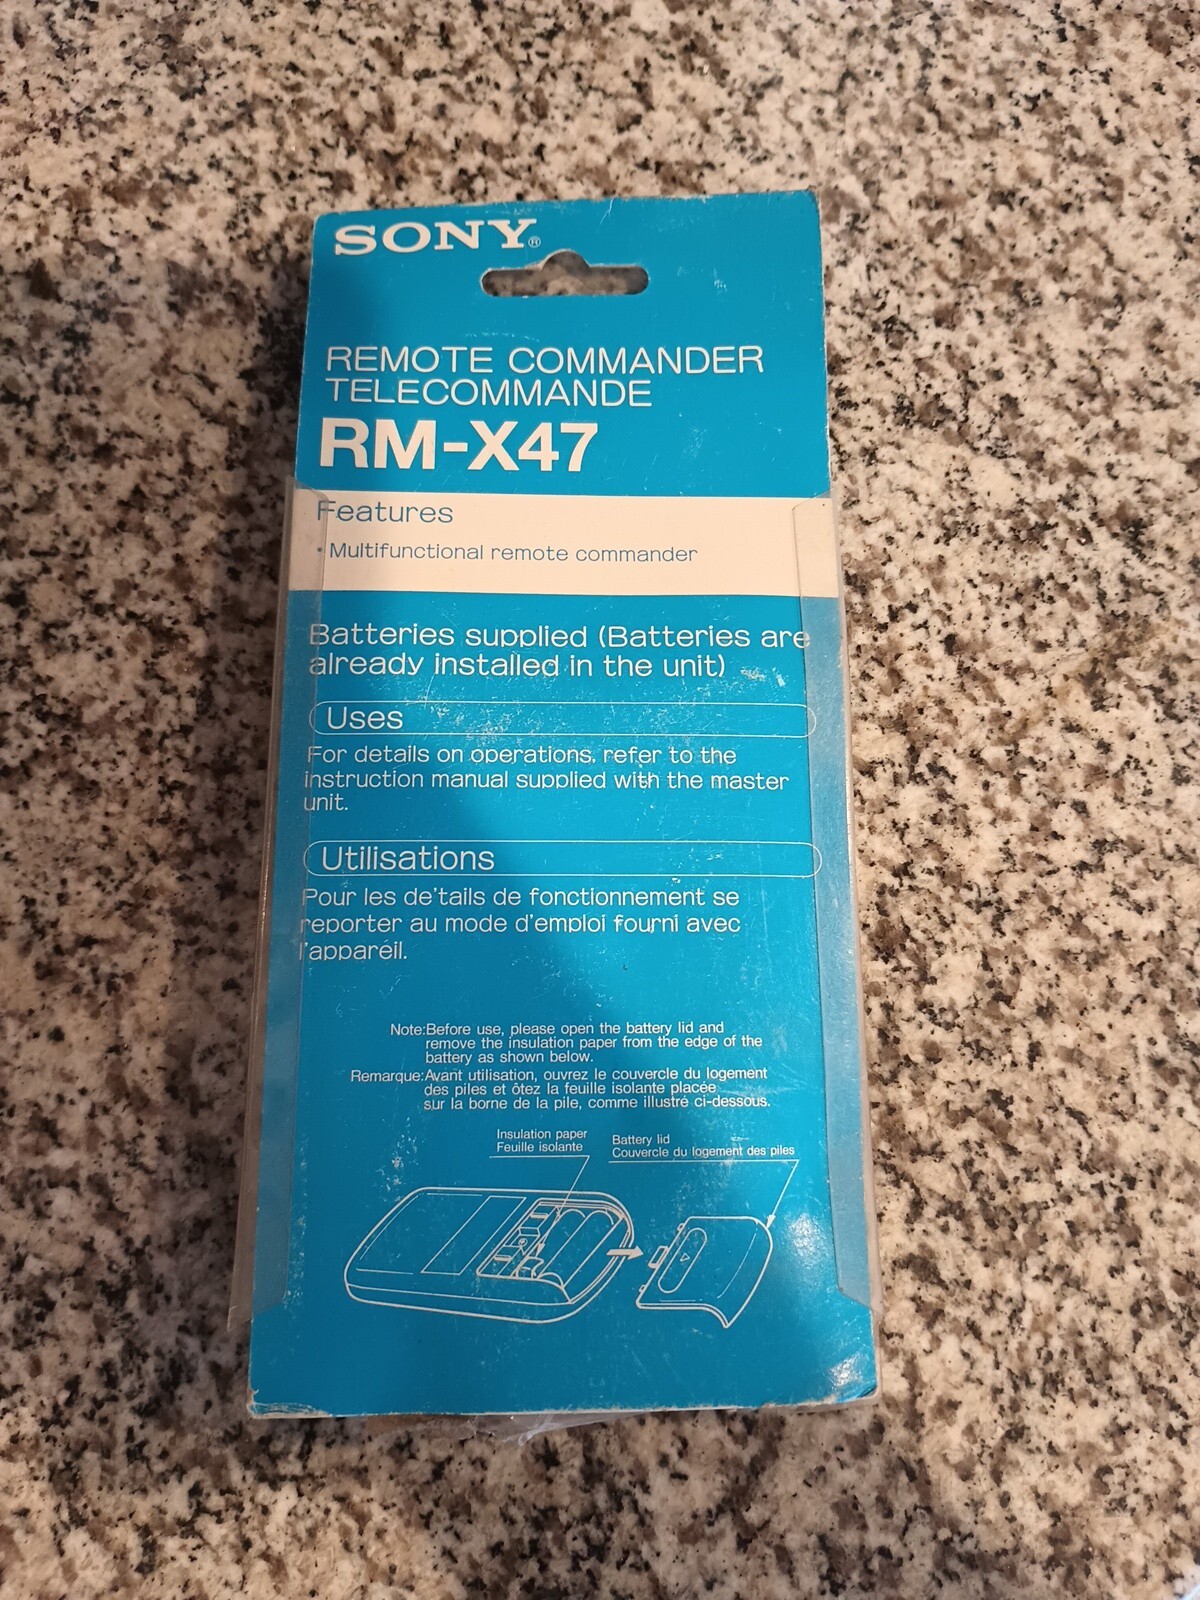 SONY®
REMOTE COMMANDER
TELECOMMANDE
RM-X47
Features
· Multifunctional remote commander
Batteries supplied (Batteries are
already installed in the unit)
Uses
For details on operations, refer to the
instruction manual supplied with the master
unit.
Utilisations
Pour les de'tails de fonctionnement se
reporter au mode d'emploi fourni avec
l'appareil.
Note:Before use, please open the battery lid and
remove the insulation paper from the edge of the
battery as shown below.
Remarque:Avant utilisation, ouvrez le couvercle du logement
des piles et ôtez la feuille isolante placée
sur la borne de la pile, comme illustré ci-dessous.
Insulation paper
Feuille isolante
Battery lid
Couvercle du logement des piles